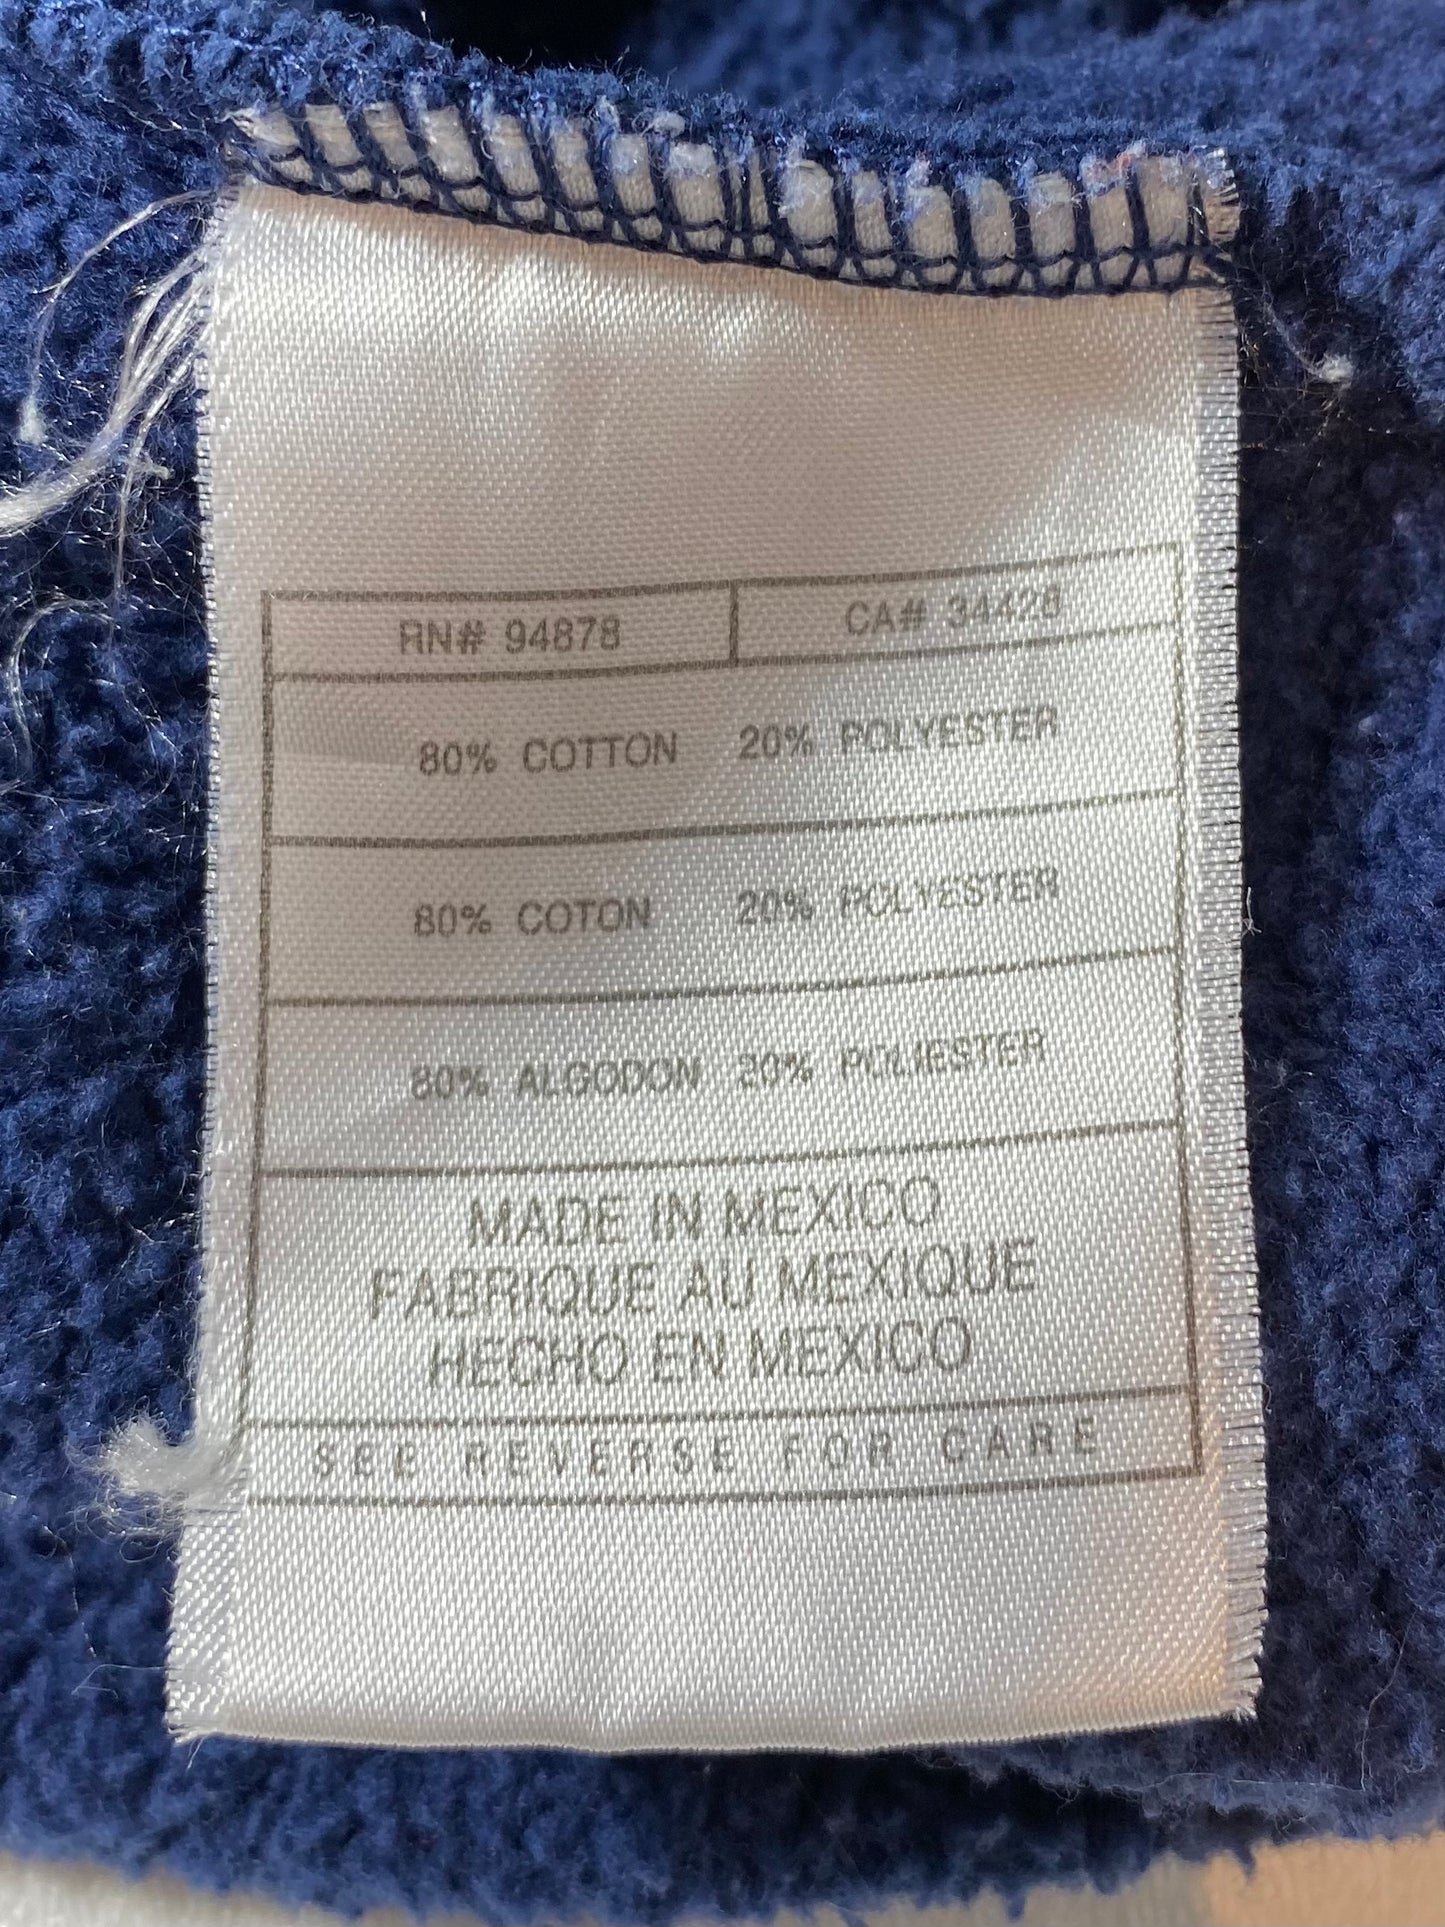 RN# 94878 CA# 34428
80% COTTON 20% POLYESTER
80% COTON 20% POLYESTER
80% ALGODON 20% POLIESTER
MADE IN MEXICO
FABRIQUE AU MEXIQUE
HECHO EN MEXICO
SEE REVERSE FOR CARE